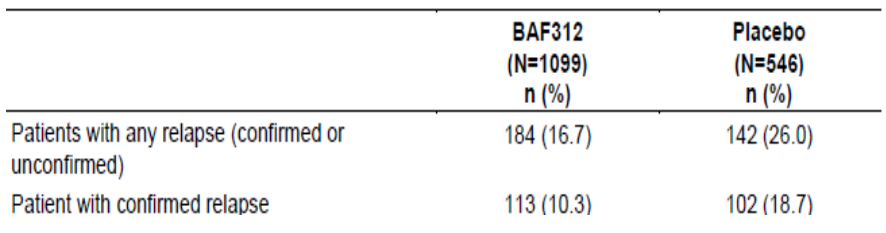 BAF312 Placebo
(N=1099) (N=546)
n (%) n (%)
Patients with any relapse (confirmed or 184 (16.7) 142 (26.0)
unconfirmed)
Patient with confirmed relapse 113 (10.3) 102 (18.7)